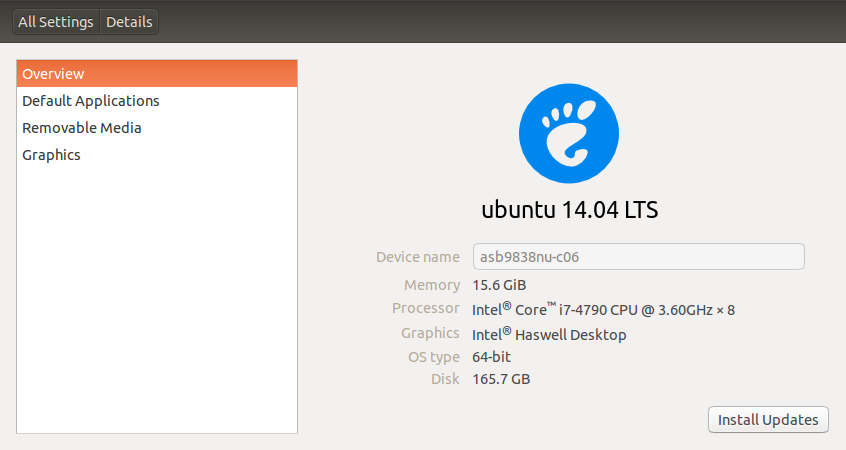 All Settings Details
Overview
Default Applications
Removable Media
Graphics
ubuntu 14.04 LTS
Device name asb9838nu-c06
Memory 15.6 GiB
Processor Intel® Core™ i7-4790 CPU @ 3.60GHz × 8
Graphics Intel® Haswell Desktop
OS type 64-bit
Disk 165.7 GB
Install Updates